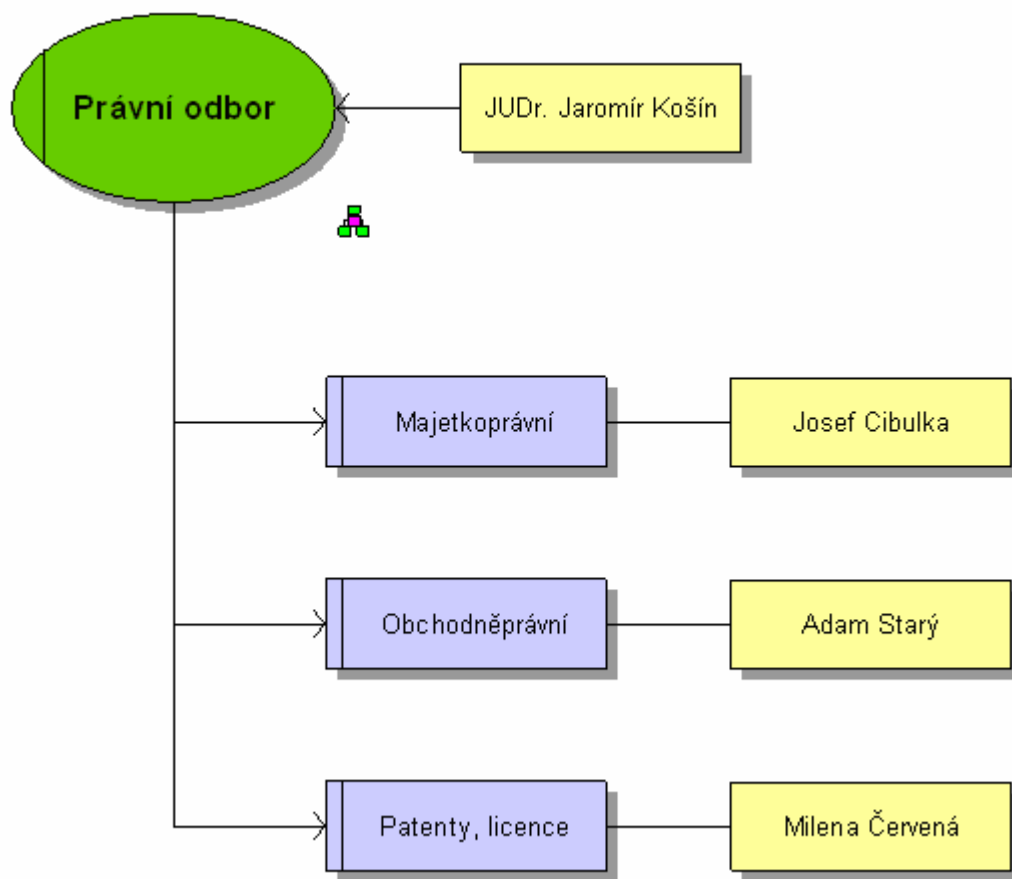 Právní odbor
JUDr. Jaromír Košín
Majetkoprávní
Josef Cibulka
Obchodněprávní
Adam Starý
Patenty, licence
Milena Červená